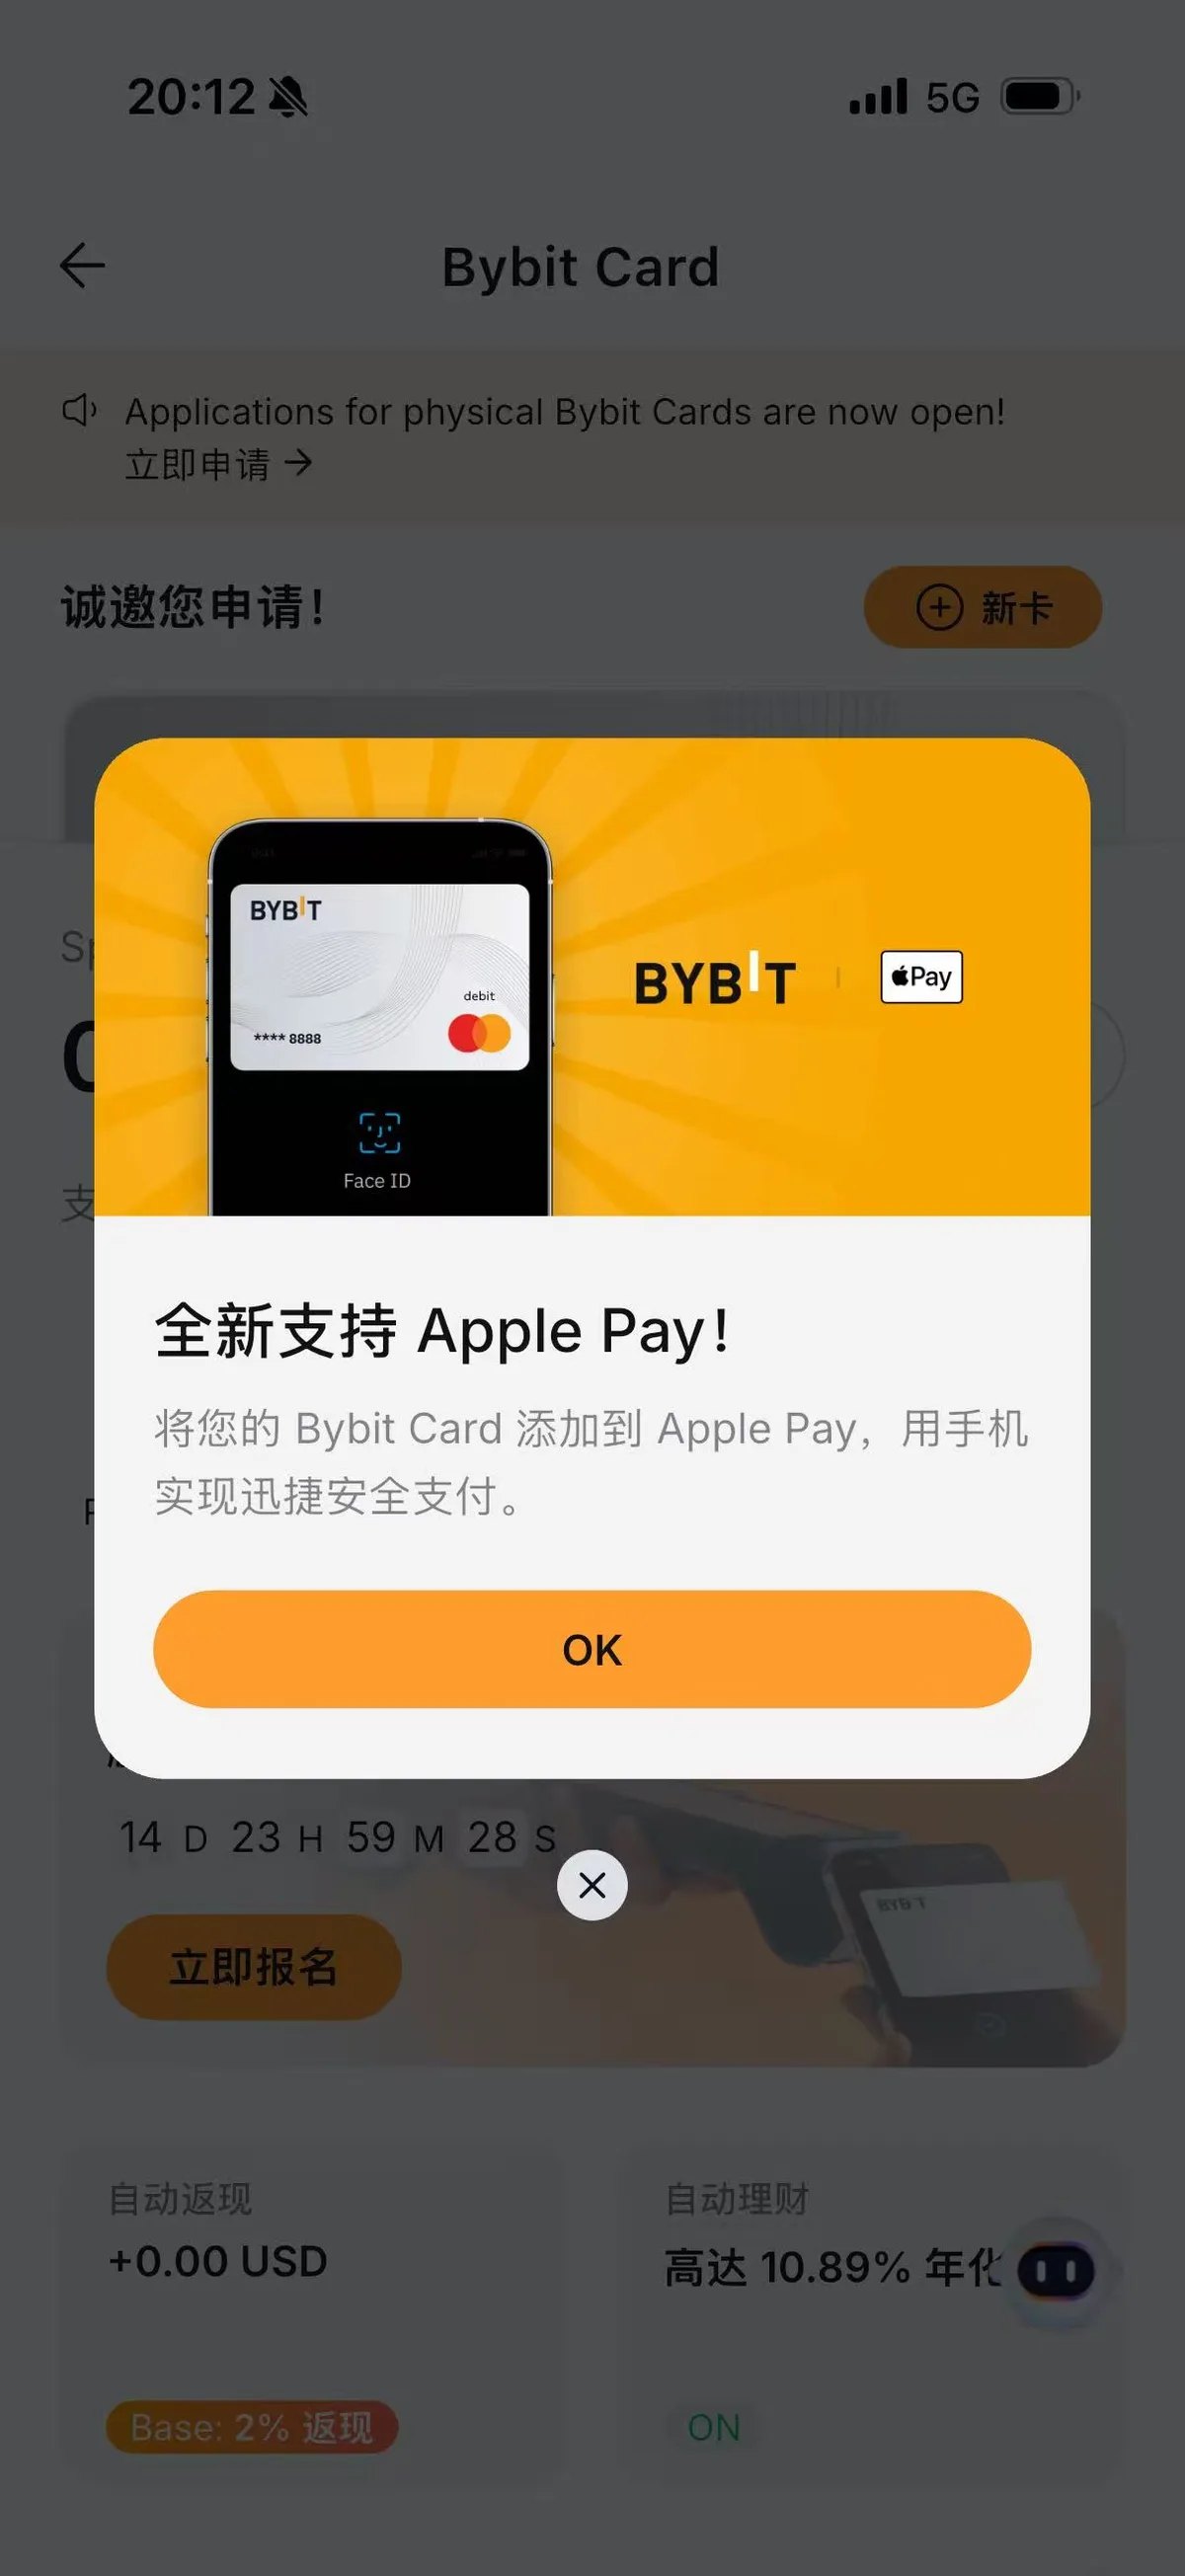 20:12
5G
Bybit Card
Applications for physical Bybit Cards are now open!
立即申请 →
诚邀您申请!
新卡
BYBIT
debit
**** 8888
Face ID
BYBIT
Pay
支
全新支持 Apple Pay!
将您的 Bybit Card 添加到 Apple Pay，用手机
实现迅捷安全支付。
OK
14 D 23 H 59 M 28 S
BYBIT
立即报名
自动返现
+0.00 USD
Base: 2% 返现
自动理财
高达 10.89% 年化
ON